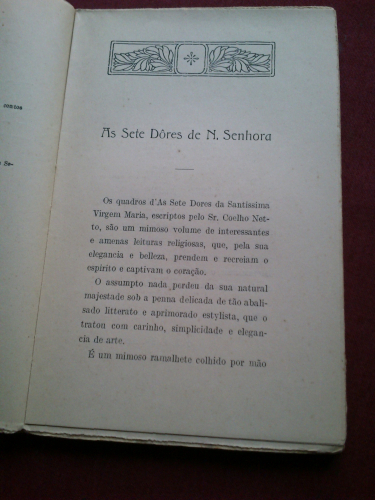 contos
e Se-
As Sete Dôres de N. Senhora
Os quadros d'As Sete Dores da Santissima
Virgem Maria, escriptos pelo Sr. Coelho Net-
to, são um mimoso volume de interessantes
e amenas leituras religiosas, que, pela sua
elegancia e belleza, prendem e recreiam o
espirito e captivam o coração.
O assumpto nada perdeu da sua natural
majestade sob a penna delicada de tão abali-
sado litterato e aprimorado estylista, que o
traton com carinho, simplicidade e elegan-
cia de arte.
É um mimoso ramalhete colhido por mão